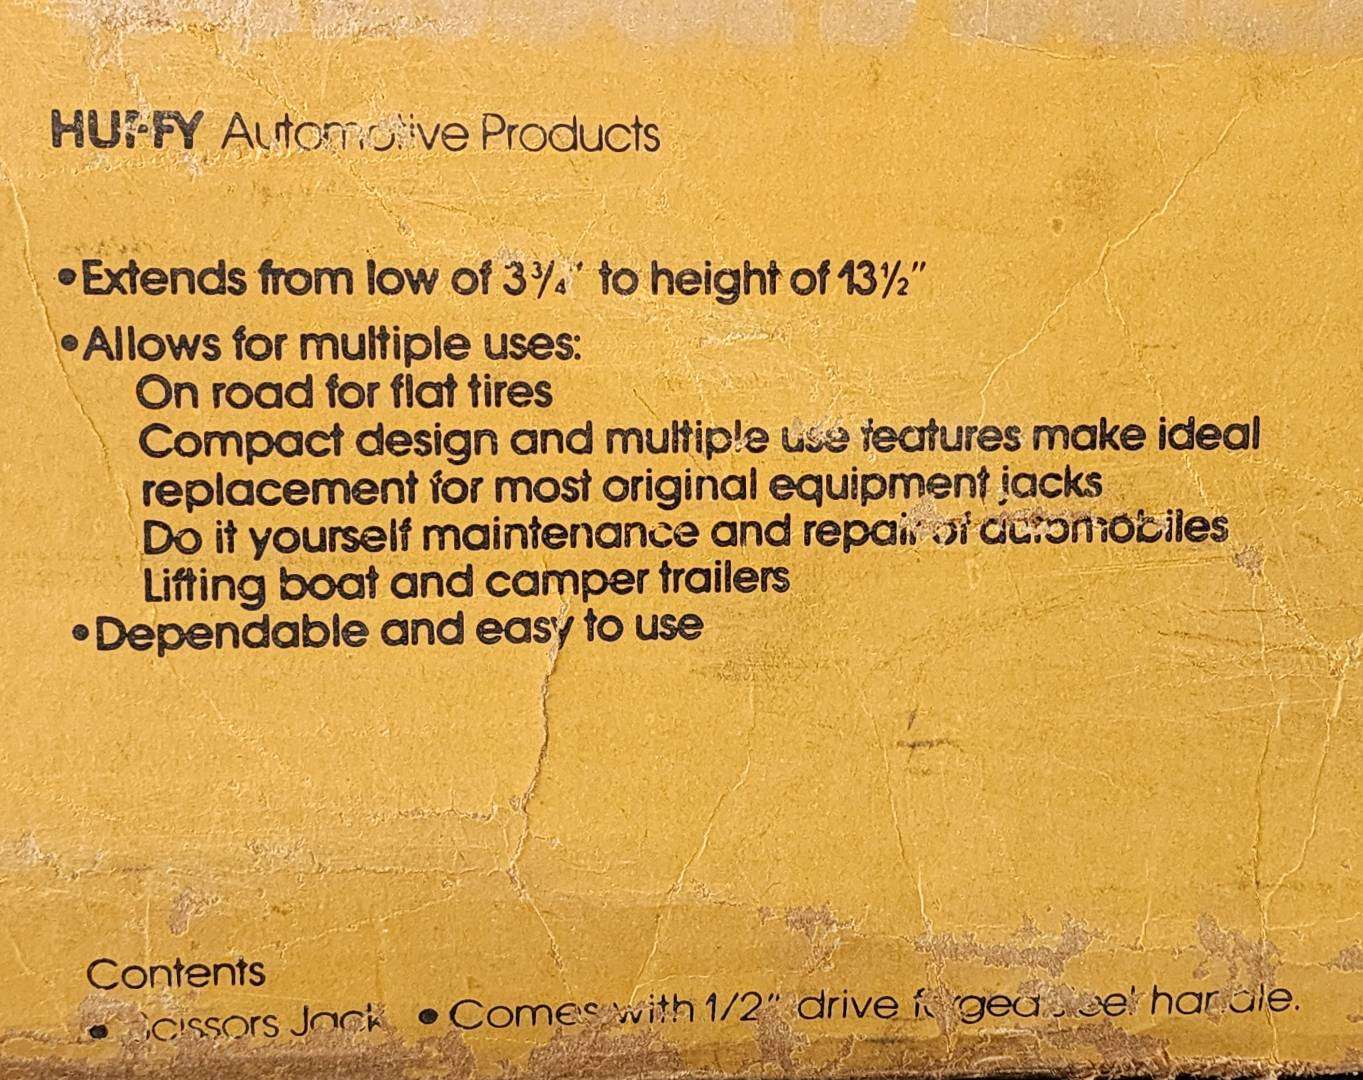 HUFFY Automotive Products
•Extends from low of 3¾" to height of 13½"
•Allows for multiple uses:
On road for flat tires
Compact design and multiple use features make ideal
replacement for most original equipment jacks
Do it yourself maintenance and repair of automobiles
Lifting boat and camper trailers
•Dependable and easy to use
Contents
• Scissors Jack • Comes with 1/2" drive forged steel handle.